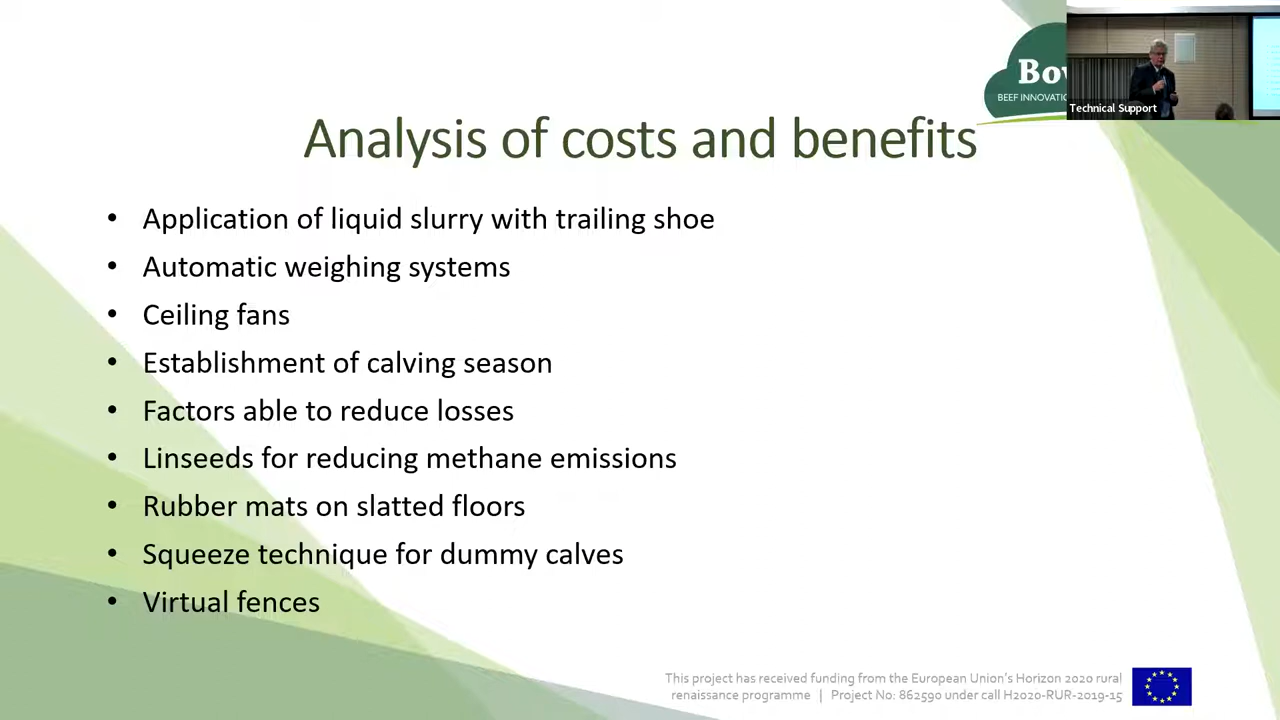 Bov
BEEF INNOVATIO
Technical Support
Analysis of costs and benefits
• Application of liquid slurry with trailing shoe
• Automatic weighing systems
• Ceiling fans
• Establishment of calving season
• Factors able to reduce losses
• Linseeds for reducing methane emissions
• Rubber mats on slatted floors
• Squeeze technique for dummy calves
• Virtual fences
This project has received funding from the European Union's Horizon 2020 rural
renaissance programme | Project No: 862590 under call H2020-RUR-2019-15